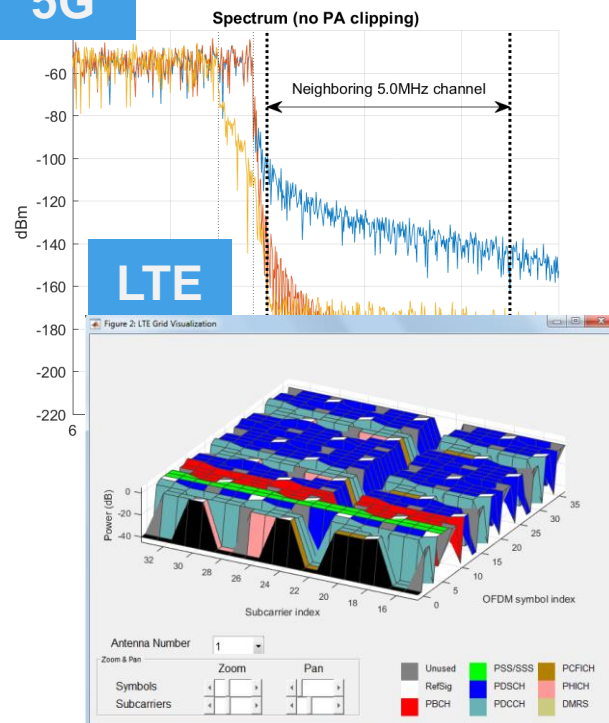 5G
Spectrum (no PA clipping)
-60
-80
-100
-120
-140
160
-180
-200
-220
6
dBm
Neighboring 5.0MHz channel
LTE
Figure 2: LTE Grid Visualization
Power (dB)
0
-20
-40
32
30
28
26
24
22
20
18
16
Subcarrier index
0
5
10
15
20
25
30
35
OFDM symbol index
Antenna Number
1
Zoom & Pan
Zoom
Pan
Symbols
Subcarriers
Unused
PSS/SSS
PCFICH
RefSig
PDSCH
PHICH
PBCH
PDCCH
DMRS